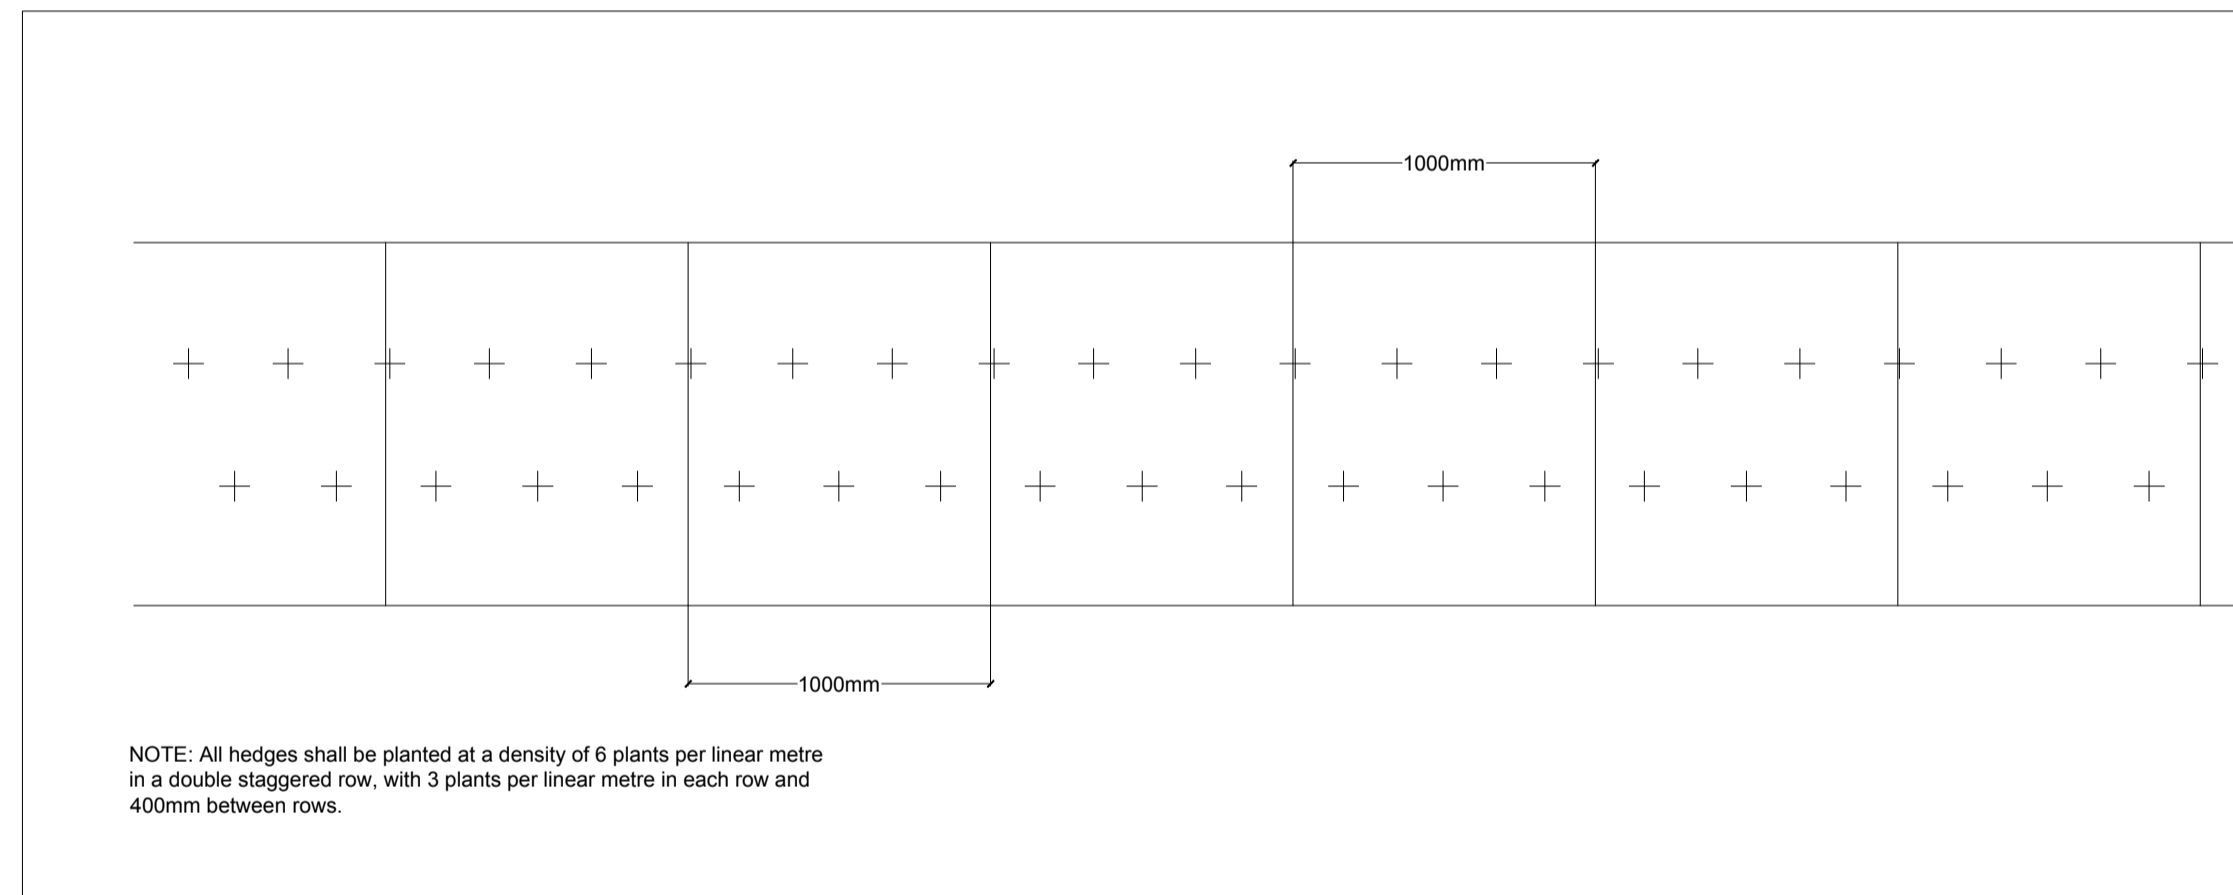 1000mm
1000mm
NOTE: All hedges shall be planted at a density of 6 plants per linear metre
in a double staggered row, with 3 plants per linear metre in each row and
400mm between rows.